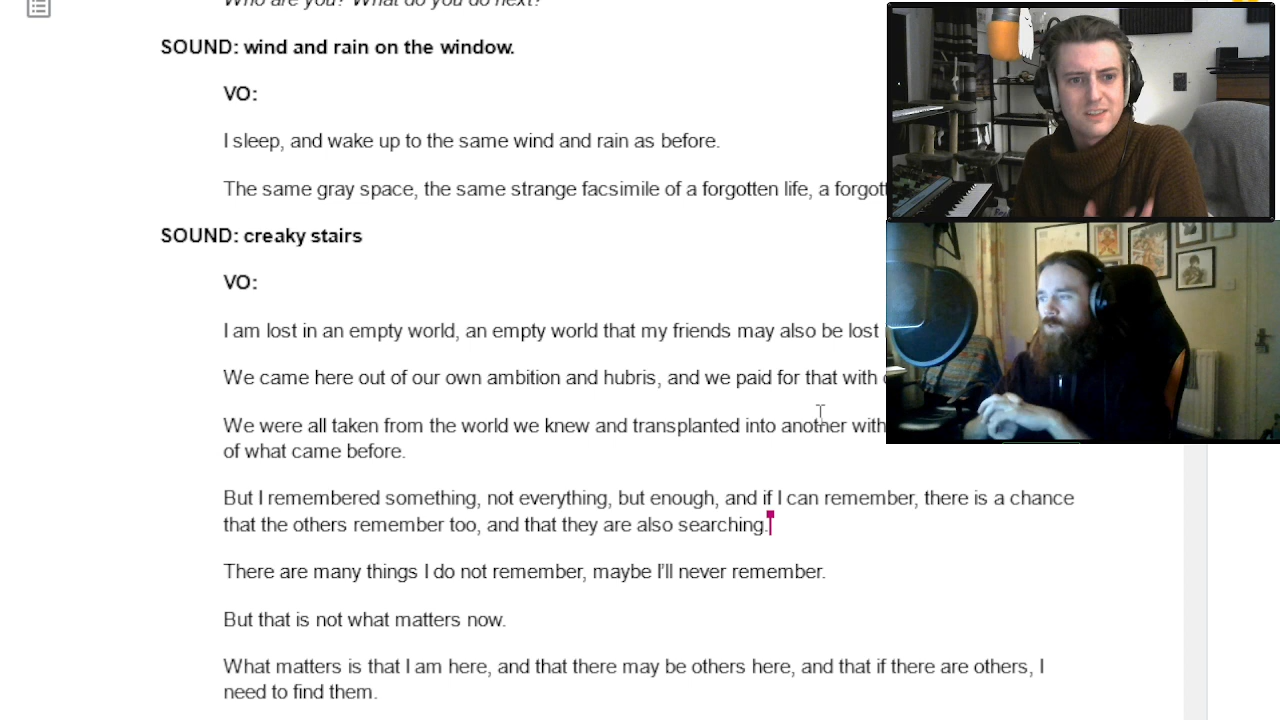 Who are you? What do you do next?
SOUND: wind and rain on the window.
VO:
I sleep, and wake up to the same wind and rain as before.
The same gray space, the same strange facsimile of a forgotten life, a
SOUND: creaky stairs
VO:
I am lost in an empty world, an empty world that my friends may also be lost
We came here out of our own ambition and hubris, and we paid for that with
We were all taken from the world we knew and transplanted into another with
of what came before.
But I remembered something, not everything, but enough, and if I can remember, there is a chance
that the others remember too, and that they are also searching.
There are many things I do not remember, maybe I'll never remember.
But that is not what matters now.
What matters is that I am here, and that there may be others here, and that if there are others, I
need to find them.